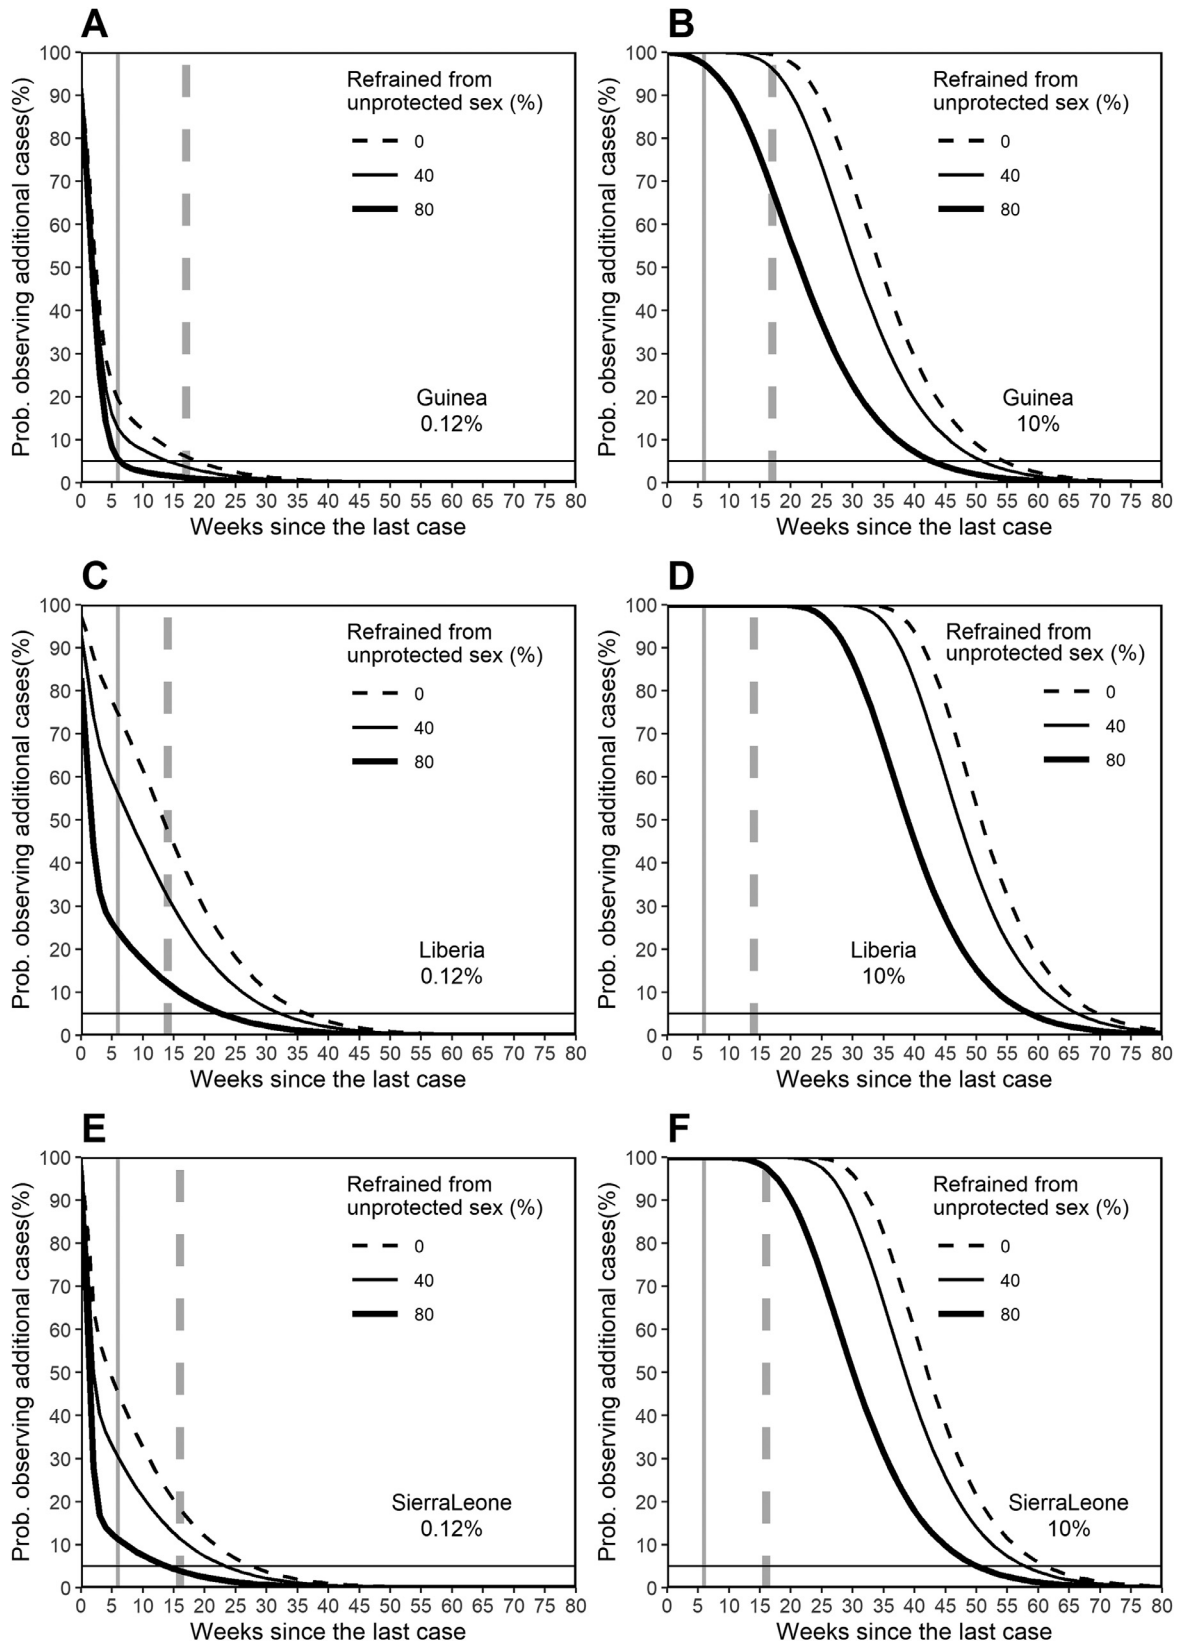 A
Prob. observing additional cases(%)
100
90
80
70
60
50
40
30
20
10
0
Refrained from
unprotected sex (%)
0
40
80
Guinea
0.12%
0 5 10 15 20 25 30 35 40 45 50 55 60 65 70 75 80
Weeks since the last case
B
Prob. observing additional cases(%)
100
90
80
70
60
50
40
30
20
10
0
Refrained from
unprotected sex (%)
0
40
80
Guinea
10%
0 5 10 15 20 25 30 35 40 45 50 55 60 65 70 75 80
Weeks since the last case
C
Prob. observing additional cases(%)
100
90
80
70
60
50
40
30
20
10
0
Refrained from
unprotected sex (%)
0
40
80
Liberia
0.12%
0 5 10 15 20 25 30 35 40 45 50 55 60 65 70 75 80
Weeks since the last case
D
Prob. observing additional cases(%)
100
90
80
70
60
50
40
30
20
10
0
Refrained from
unprotected sex (%)
0
40
80
Liberia
10%
0 5 10 15 20 25 30 35 40 45 50 55 60 65 70 75 80
Weeks since the last case
E
Prob. observing additional cases(%)
100
90
80
70
60
50
40
30
20
10
0
Refrained from
unprotected sex (%)
0
40
80
SierraLeone
0.12%
0 5 10 15 20 25 30 35 40 45 50 55 60 65 70 75 80
Weeks since the last case
F
Prob. observing additional cases(%)
100
90
80
70
60
50
40
30
20
10
0
Refrained from
unprotected sex (%)
0
40
80
SierraLeone
10%
0 5 10 15 20 25 30 35 40 45 50 55 60 65 70 75 80
Weeks since the last case